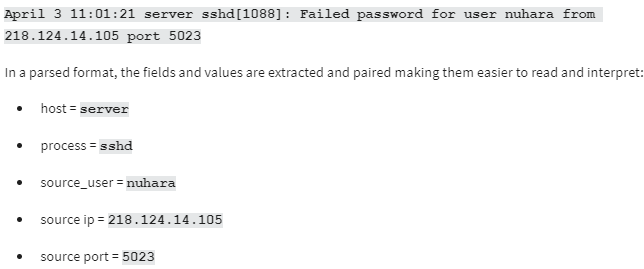 April 3 11:01:21 server sshd[1088]: Failed password for user nuhara from
218.124.14.105 port 5023
In a parsed format, the fields and values are extracted and paired making them easier to read and interpret:
• host = server
• process = sshd
• source_user = nuhara
• source ip = 218.124.14.105
• source port = 5023